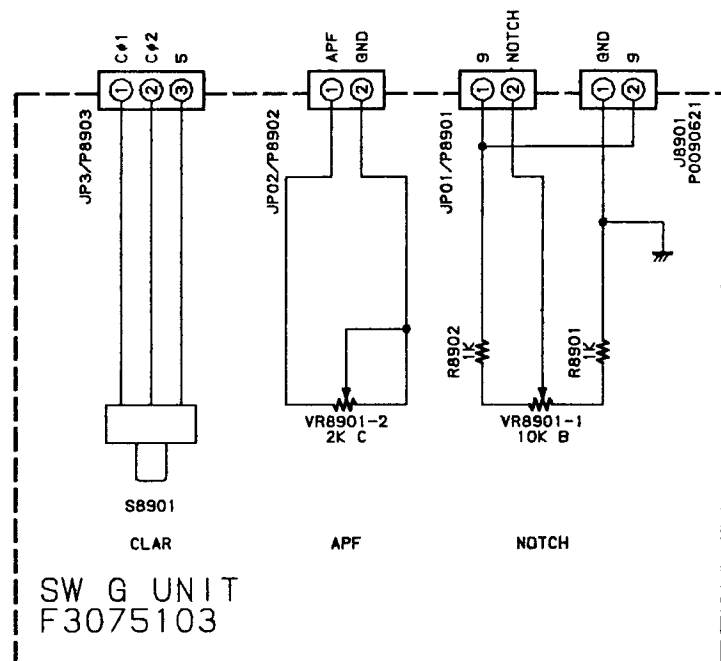 C∅1
C∅2
5
APF
GND
9
NOTCH
GND
9
1
2
3
1
2
1
2
1
2
JP3/P8903
JP02/P8902
JP01/P8901
J8901
P0090621
R8902
1K
R8901
1K
VR8901-2
2K C
VR8901-1
10K B
S8901
CLAR
APF
NOTCH
SW G UNIT
F3075103